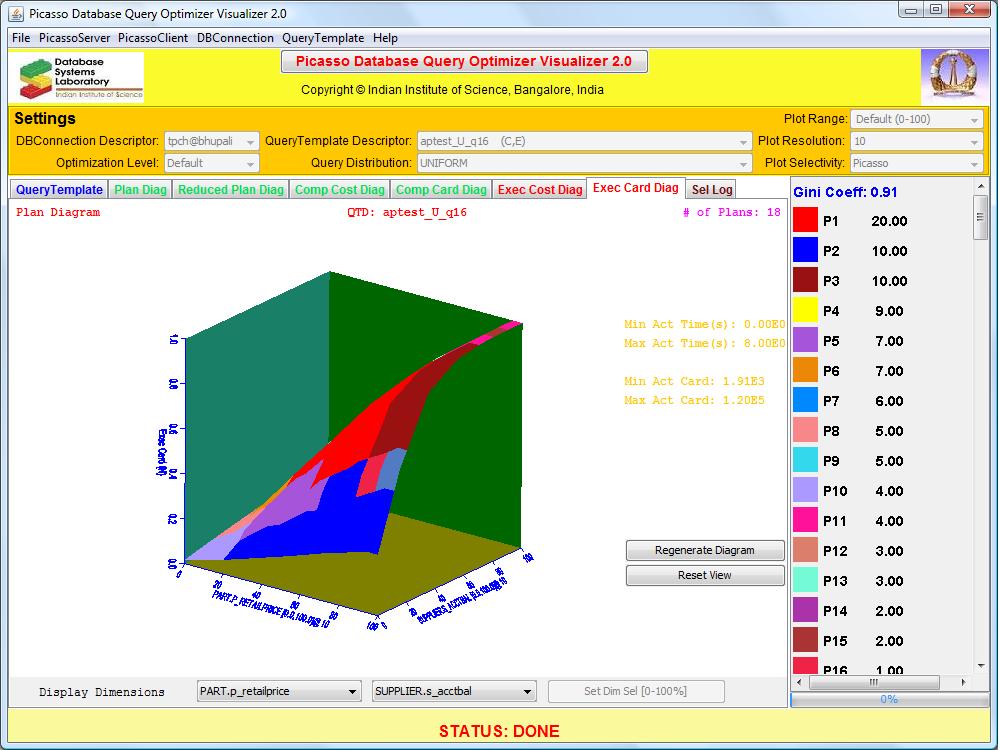 Picasso Database Query Optimizer Visualizer 2.0
File PicassoServer PicassoClient DBConnection QueryTemplate Help
Database
Systems
Laboratory
Indian Institute of Science
Picasso Database Query Optimizer Visualizer 2.0
Copyright © Indian Institute of Science, Bangalore, India
Settings
Plot Range: Default (0-100)
DBConnection Descriptor: tpch@bhupali QueryTemplate Descriptor: aptest_U_q16 (C,E) Plot Resolution: 10
Optimization Level: Default Query Distribution: UNIFORM Plot Selectivity: Picasso
QueryTemplate Plan Diag Reduced Plan Diag Comp Cost Diag Comp Card Diag Exec Cost Diag Exec Card Diag Sel Log
Plan Diagram QTD: aptest_U_q16 # of Plans: 18
Min Act Time(s): 0.00E0
Max Act Time(s): 8.00E0
Min Act Card: 1.91E3
Max Act Card: 1.20E5
1.0
0.8
0.6
0.4
0.2
0.0
Exec Card (N)
0
20
40
60
80
100
PART.P_RETAILPRICE [0.0,100.0]@10
0
20
40
60
80
100
Regenerate Diagram
Reset View
Gini Coeff: 0.91
P1 20.00
P2 10.00
P3 10.00
P4 9.00
P5 7.00
P6 7.00
P7 6.00
P8 5.00
P9 5.00
P10 4.00
P11 4.00
P12 3.00
P13 3.00
P14 2.00
P15 2.00
P16 1.00
Display Dimensions PART.p_retailprice SUPPLIER.s_acctbal Set Dim Sel [0-100%]
0%
STATUS: DONE